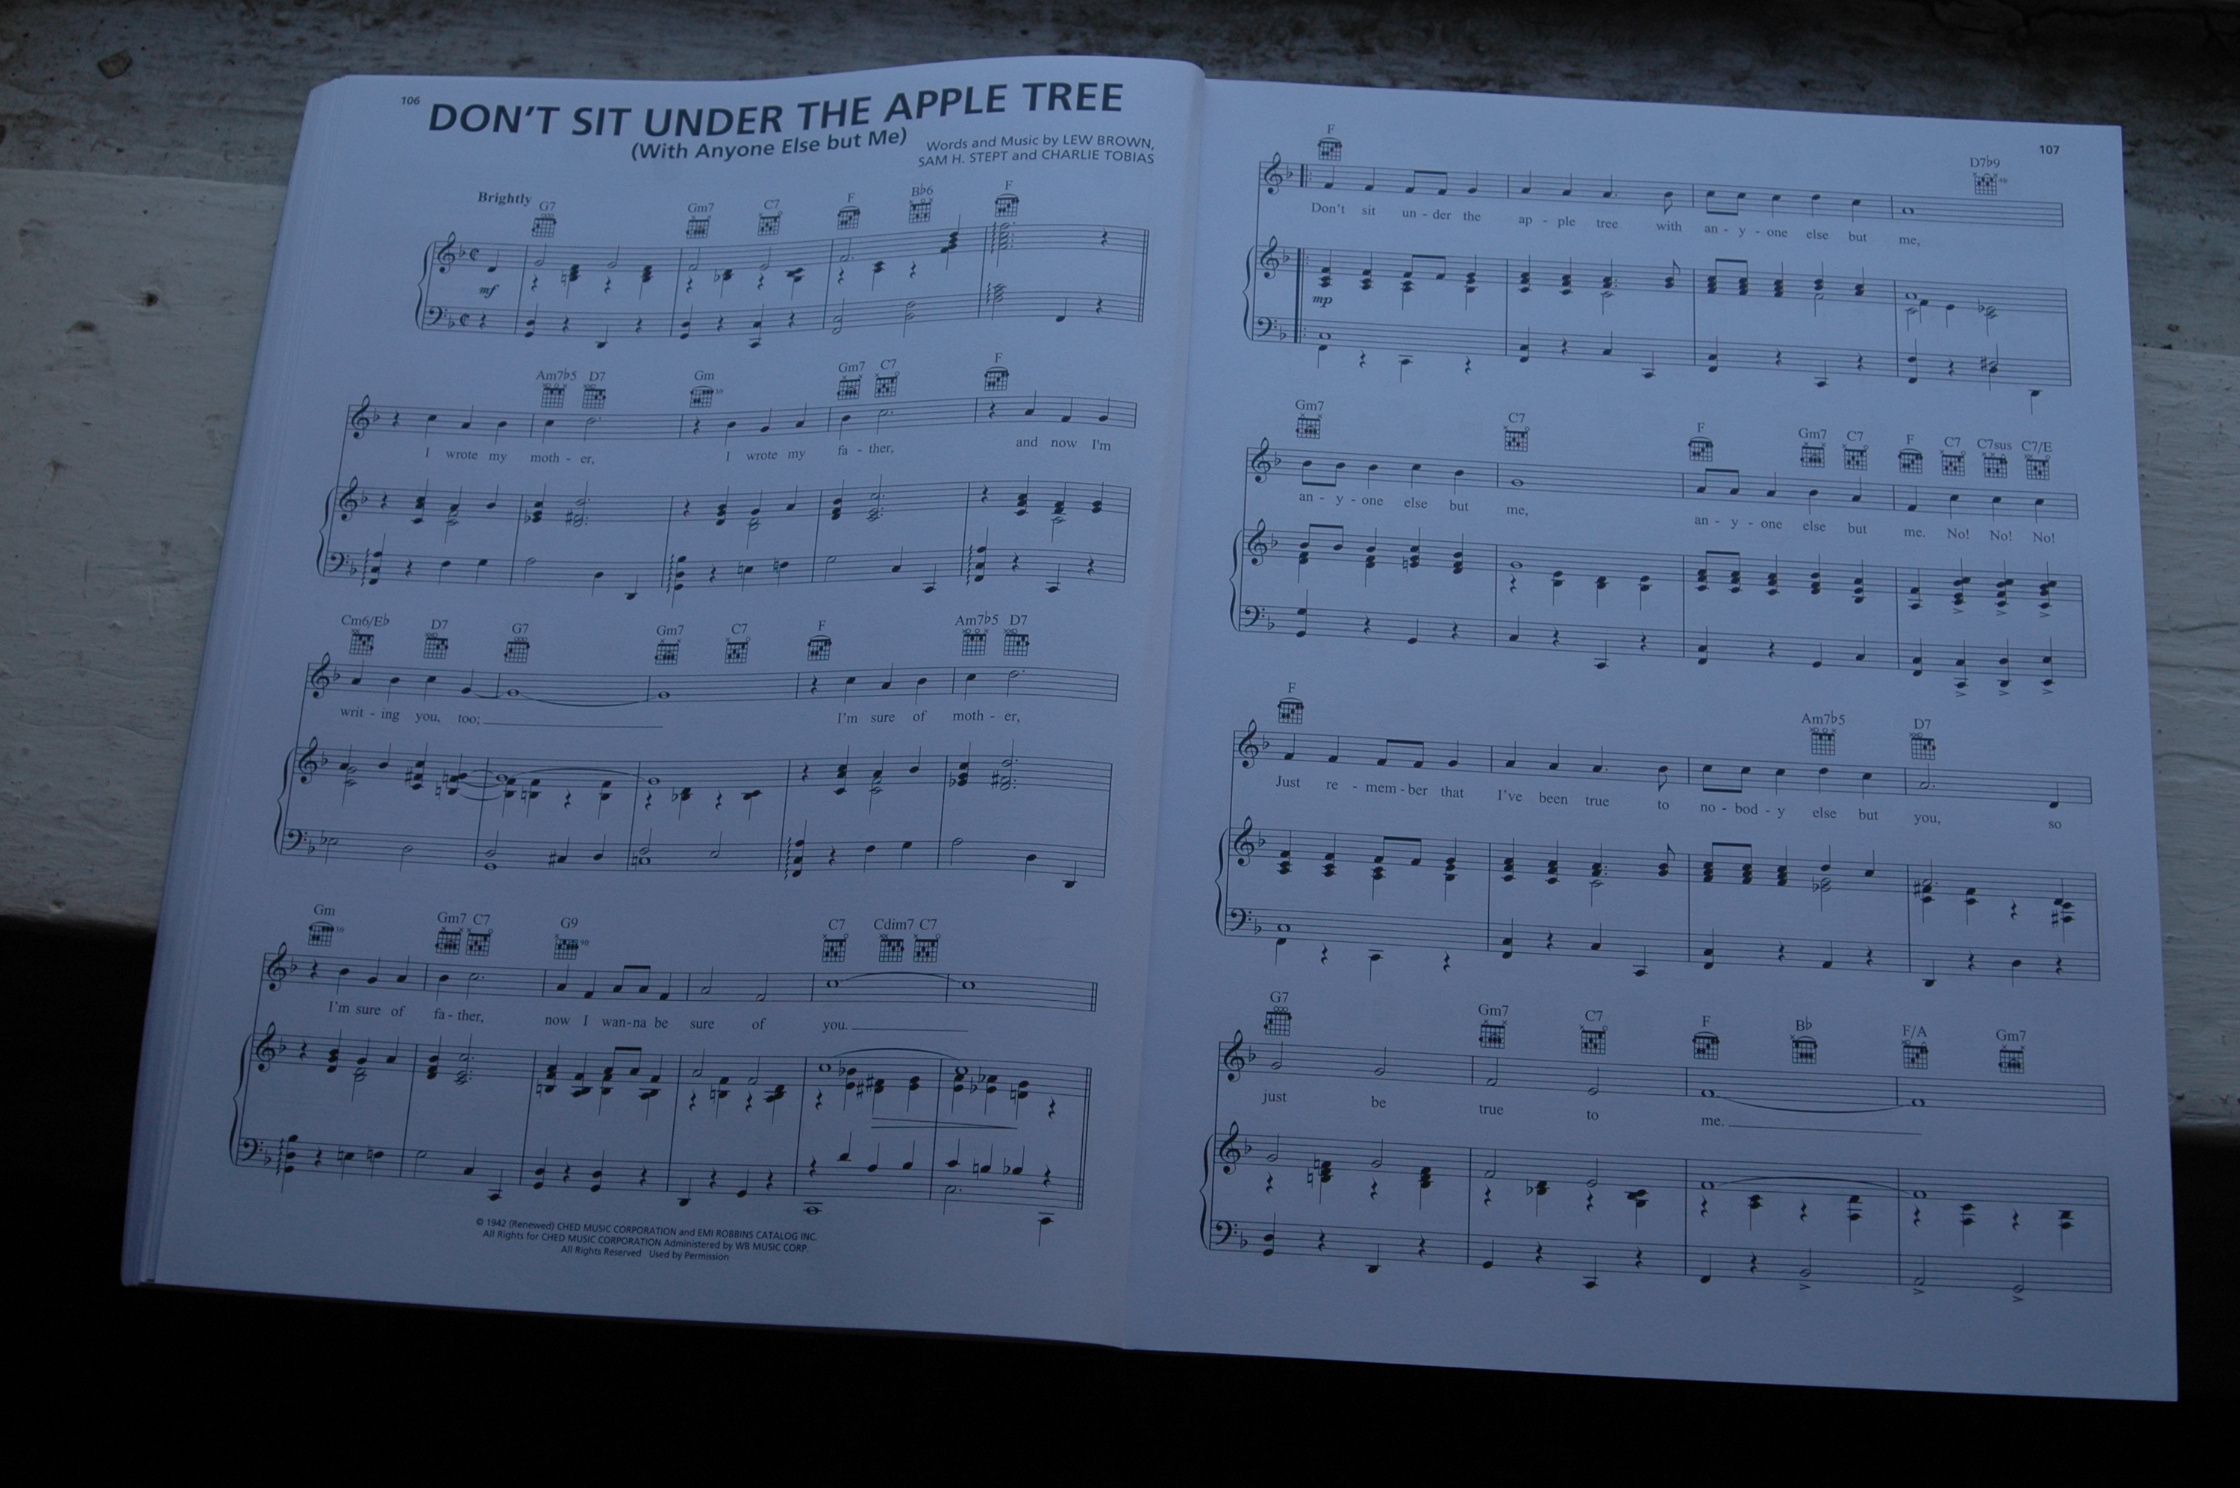 106
DON'T SIT UNDER THE APPLE TREE
(With Anyone Else but Me)
Words and Music by LEW BROWN,
SAM H. STEPT and CHARLIE TOBIAS
Brightly
G7 Gm7 C7 F B♭6 F
mf
Am7♭5 D7 Gm Gm7 C7 F
I wrote my moth - er, I wrote my fa - ther, and now I'm
Cm6/E♭ D7 G7 Gm7 C7 F Am7♭5 D7
writ - ing you, too; I'm sure of moth - er,
Gm Gm7 C7 G9 C7 Cdim7 C7
I'm sure of fa - ther, now I wan-na be sure of you.
© 1942 (Renewed) CHED MUSIC CORPORATION and EMI ROBBINS CATALOG INC.
All Rights for CHED MUSIC CORPORATION Administered by WB MUSIC CORP.
All Rights Reserved Used by Permission
107
F D7♭9
Don't sit un - der the ap - ple tree with an - y - one else but me,
mp
Gm7 C7 F Gm7 C7 F C7 C7sus C7/E
an - y - one else but me, an - y - one else but me. No! No! No!
F Am7♭5 D7
Just re - mem - ber that I've been true to no - bod - y else but you, so
G7 Gm7 C7 F B♭ F/A Gm7
just be true to me.